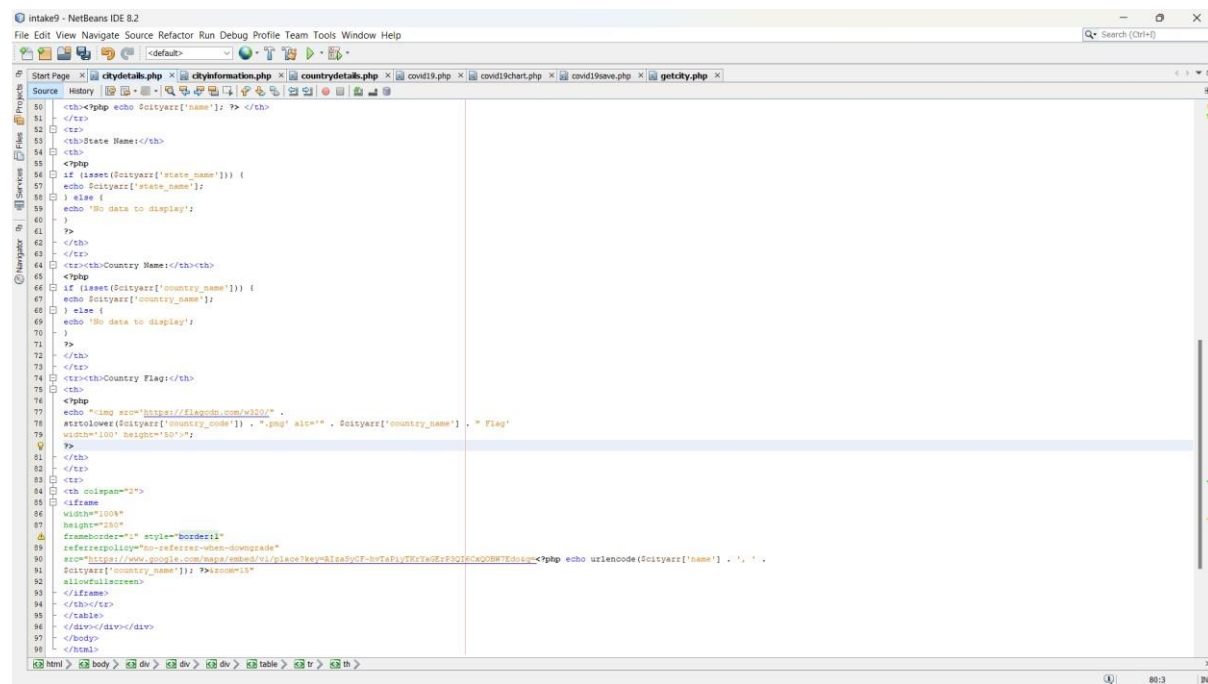 intake9 - NetBeans IDE 8.2
File Edit View Navigate Source Refactor Run Debug Profile Team Tools Window Help
Search (Ctrl+I)
<default>
Start Page citydetails.php cityinformation.php countrydetails.php covid19.php covid19chart.php covid19save.php getcity.php
Source History
Projects
Files
Services
Navigator
50 <th><?php echo $cityarr['name']; ?> </th>
51 </tr>
52 <tr>
53 <th>State Name:</th>
54 <th>
55 <?php
56 if (isset($cityarr['state_name'])) {
57 echo $cityarr['state_name'];
58 } else {
59 echo 'No data to display';
60 }
61 ?>
62 </th>
63 </tr>
64 <tr><th>Country Name:</th><th>
65 <?php
66 if (isset($cityarr['country_name'])) {
67 echo $cityarr['country_name'];
68 } else {
69 echo 'No data to display';
70 }
71 ?>
72 </th>
73 </tr>
74 <tr><th>Country Flag:</th>
75 <th>
76 <?php
77 echo "<img src='https://flagcdn.com/w320/" .
78 strtolower($cityarr['country_code']) . ".png' alt='" . $cityarr['country_name'] . " Flag'
79 width='100' height='50'>";
?>
81 </th>
82 </tr>
83 <tr>
84 <th colspan="2">
85 <iframe
86 width="100%"
87 height="250"
frameborder="1" style="border:1"
89 referrerpolicy="no-referrer-when-downgrade"
90 src="https://www.google.com/maps/embed/v1/place?key=<?php echo urlencode($cityarr['name'] . ', ' .
91 $cityarr['country_name']); ?>&zoom=15"
92 allowfullscreen>
93 </iframe>
94 </th></tr>
95 </table>
96 </div></div></div>
97 </body>
98 </html>
html body div div div table tr th
80:3 IN